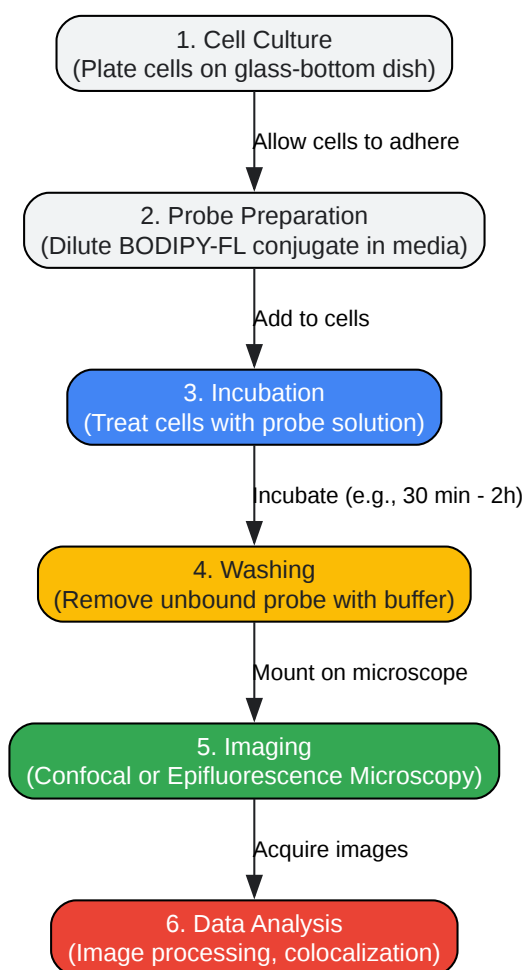 1. Cell Culture
(Plate cells on glass-bottom dish)
Allow cells to adhere
2. Probe Preparation
(Dilute BODIPY-FL conjugate in media)
Add to cells
3. Incubation
(Treat cells with probe solution)
Incubate (e.g., 30 min - 2h)
4. Washing
(Remove unbound probe with buffer)
Mount on microscope
5. Imaging
(Confocal or Epifluorescence Microscopy)
Acquire images
6. Data Analysis
(Image processing, colocalization)